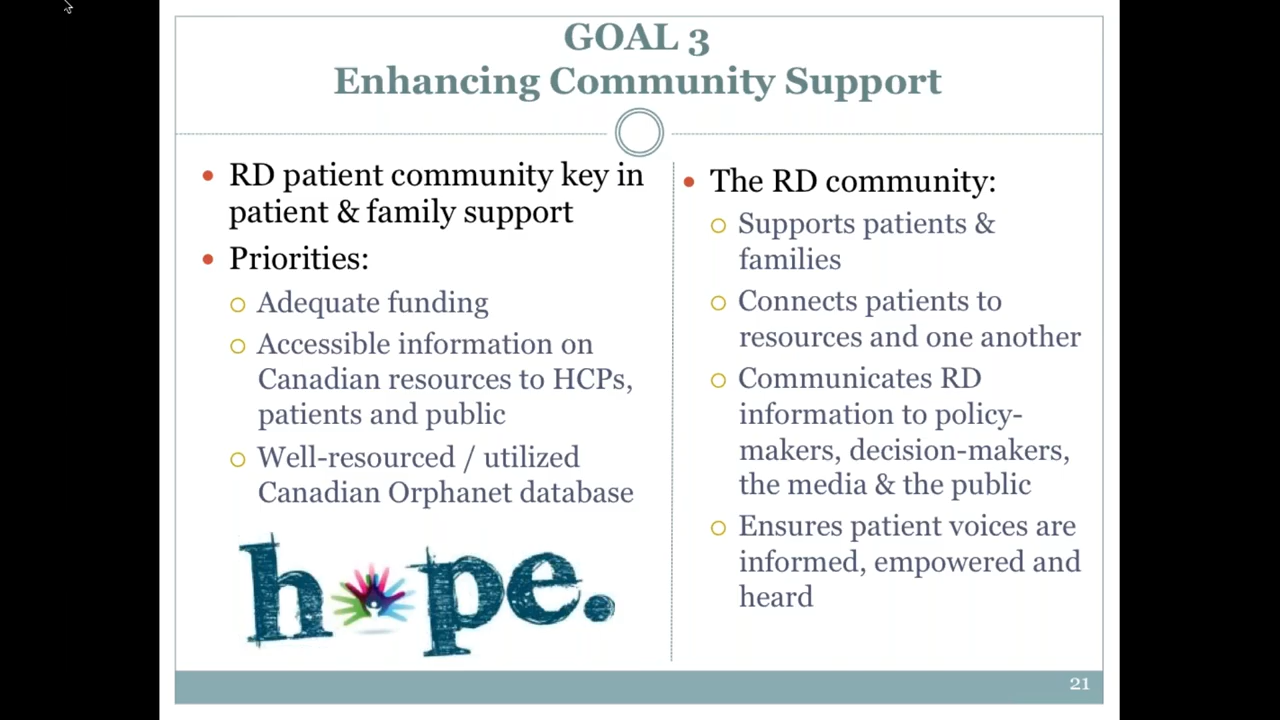 GOAL 3
Enhancing Community Support
RD patient community key in
patient & family support
Priorities:
Adequate funding
Accessible information on
Canadian resources to HCPs,
patients and public
Well-resourced / utilized
Canadian Orphanet database
hope.
The RD community:
Supports patients &
families
Connects patients to
resources and one another
Communicates RD
information to policy-
makers, decision-makers,
the media & the public
Ensures patient voices are
informed, empowered and
heard
21